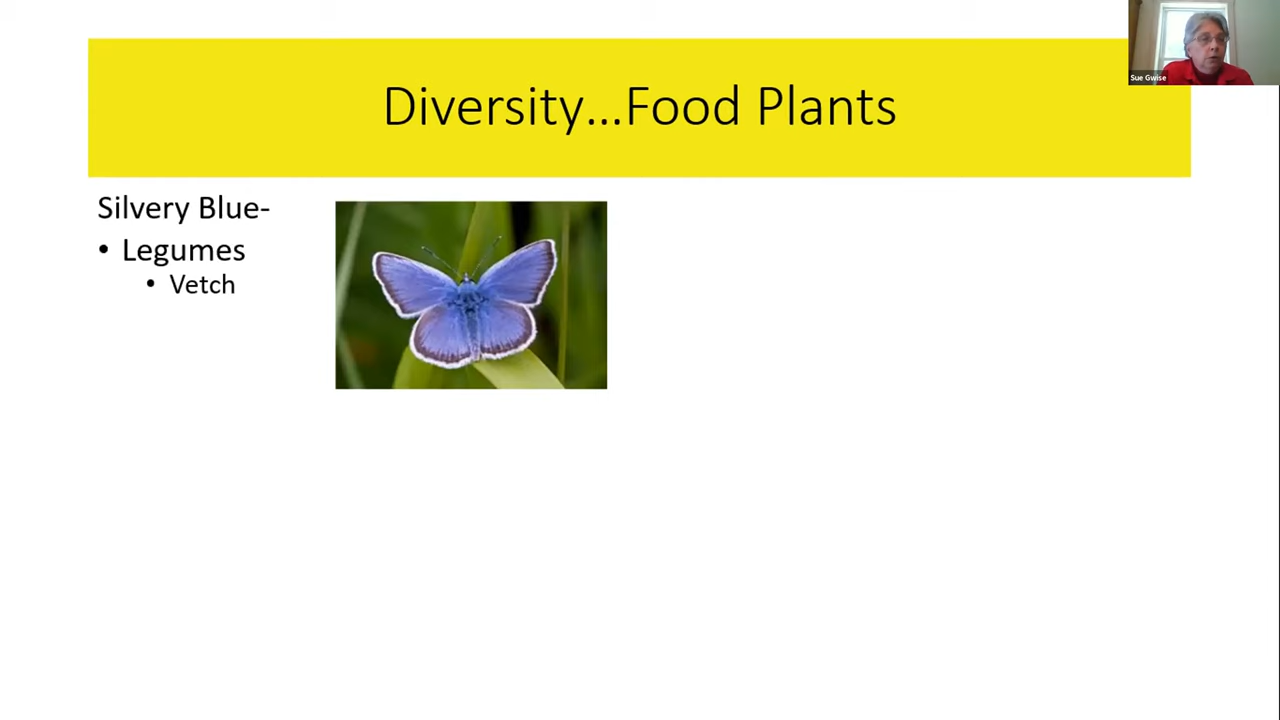 Diversity...Food Plants
Sue Gwise
Silvery Blue-
• Legumes
• Vetch